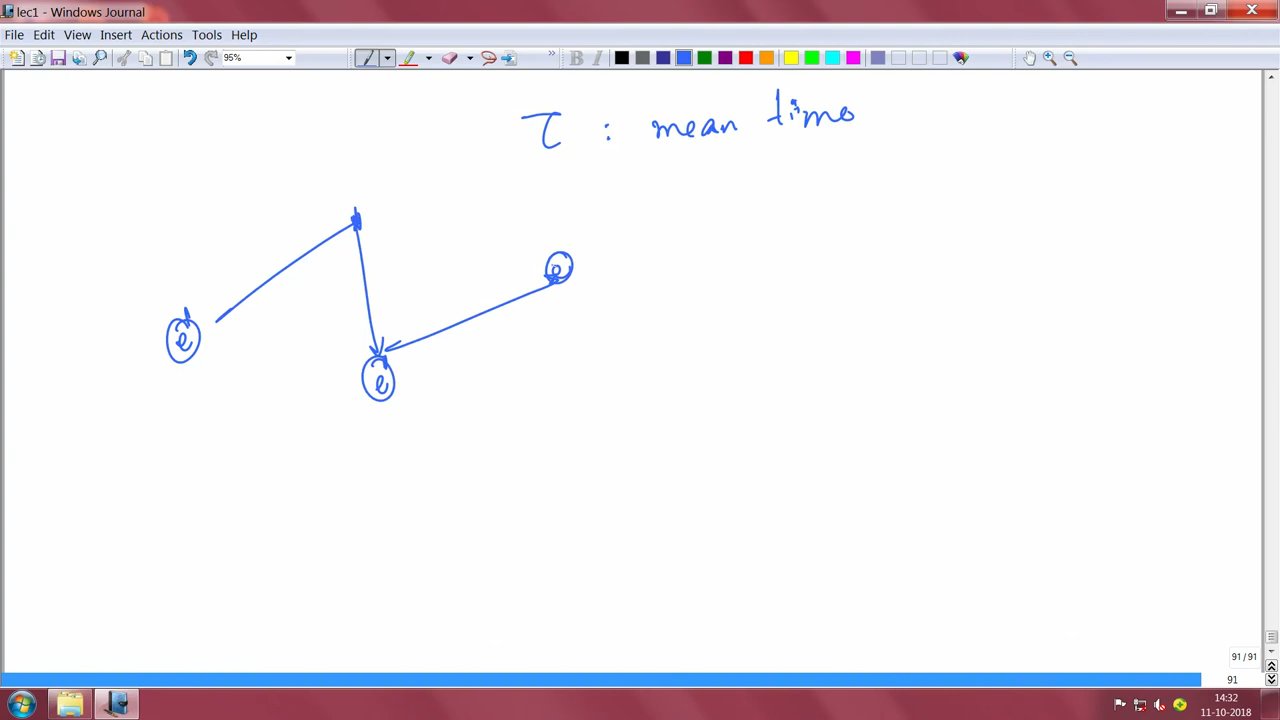 lec1 - Windows Journal
File Edit View Insert Actions Tools Help
95%
τ : mean time
e
e
e
91 / 91
91
14:32
11-10-2018